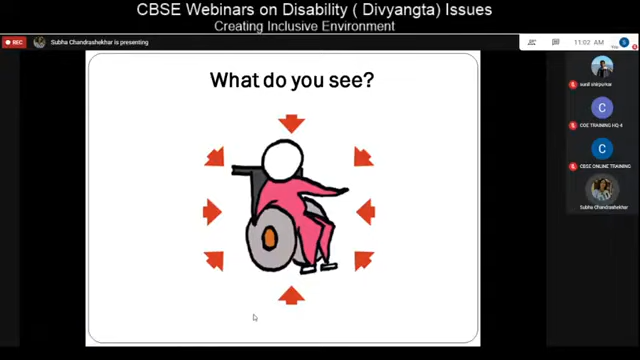 CBSE Webinars on Disability ( Divyangta) Issues
Creating Inclusive Environment
REC
Subha Chandrashekhar is presenting
11:02 AM
You
S
What do you see?
sunil shirpurkar
C
COE TRAINING HQ 4
C
CBSE ONLINE TRAINING
Subha Chandrashekhar